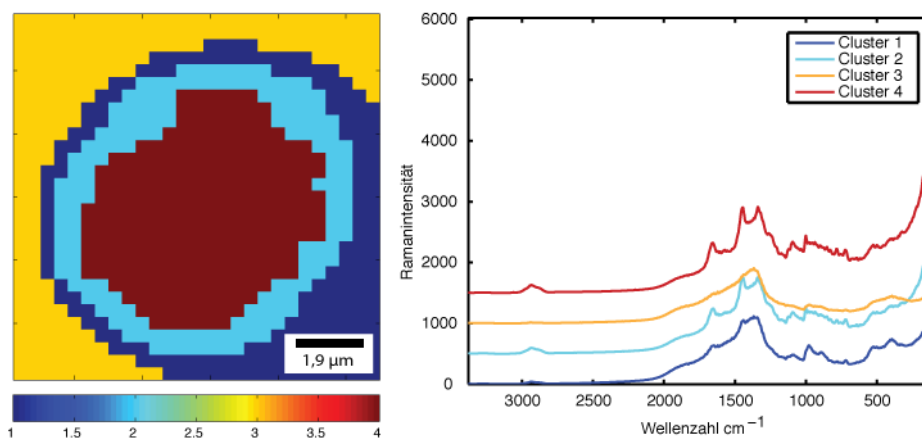 1,9 µm
1 1.5 2 2.5 3 3.5 4
6000
5000
4000
3000
2000
1000
0
Ramanintensität
Cluster 1
Cluster 2
Cluster 3
Cluster 4
3000 2500 2000 1500 1000 500
Wellenzahl cm⁻¹